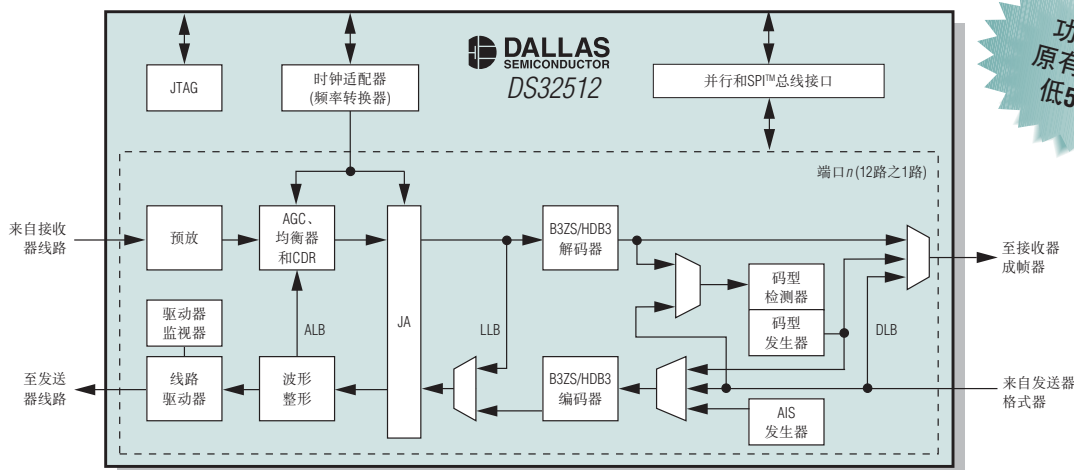 DALLAS
SEMICONDUCTOR
DS32512
JTAG
时钟适配器
(频率转换器)
并行和SPI™总线接口
功
原有
低5
端口n(12路之1路)
来自接收
器线路
预放
AGC、
均衡器
和CDR
JA
B3ZS/HDB3
解码器
至接收器
成帧器
码型
检测器
码型
发生器
驱动器
监视器
ALB
LLB
DLB
至发送
器线路
线路
驱动器
波形
整形
B3ZS/HDB3
编码器
来自发送器
格式器
AIS
发生器